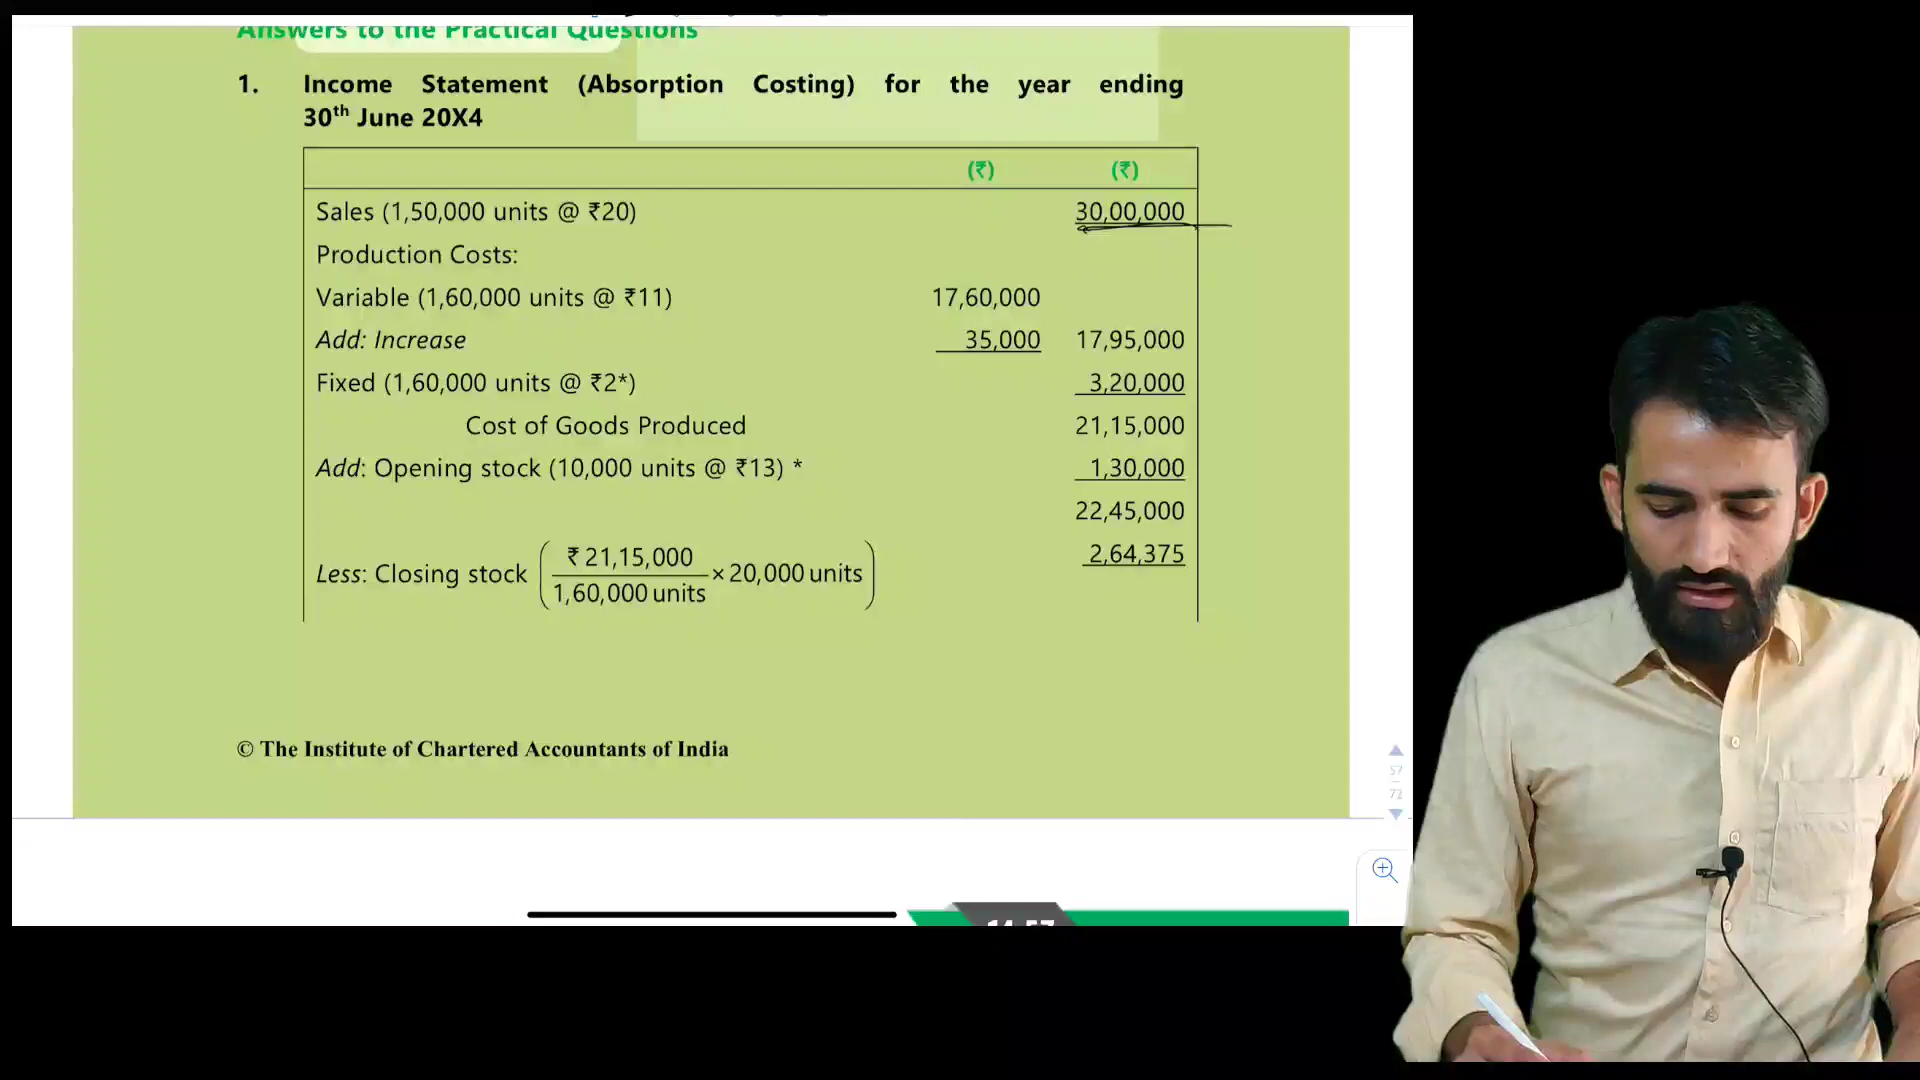 Answers to the Practical Questions
1. Income Statement (Absorption Costing) for the year ending
30th June 20X4
(₹) (₹)
Sales (1,50,000 units @ ₹20) 30,00,000
Production Costs:
Variable (1,60,000 units @ ₹11) 17,60,000
Add: Increase 35,000 17,95,000
Fixed (1,60,000 units @ ₹2*) 3,20,000
Cost of Goods Produced 21,15,000
Add: Opening stock (10,000 units @ ₹13) * 1,30,000
22,45,000
Less: Closing stock (₹ 21,15,000 / 1,60,000 units × 20,000 units) 2,64,375
© The Institute of Chartered Accountants of India
57
72